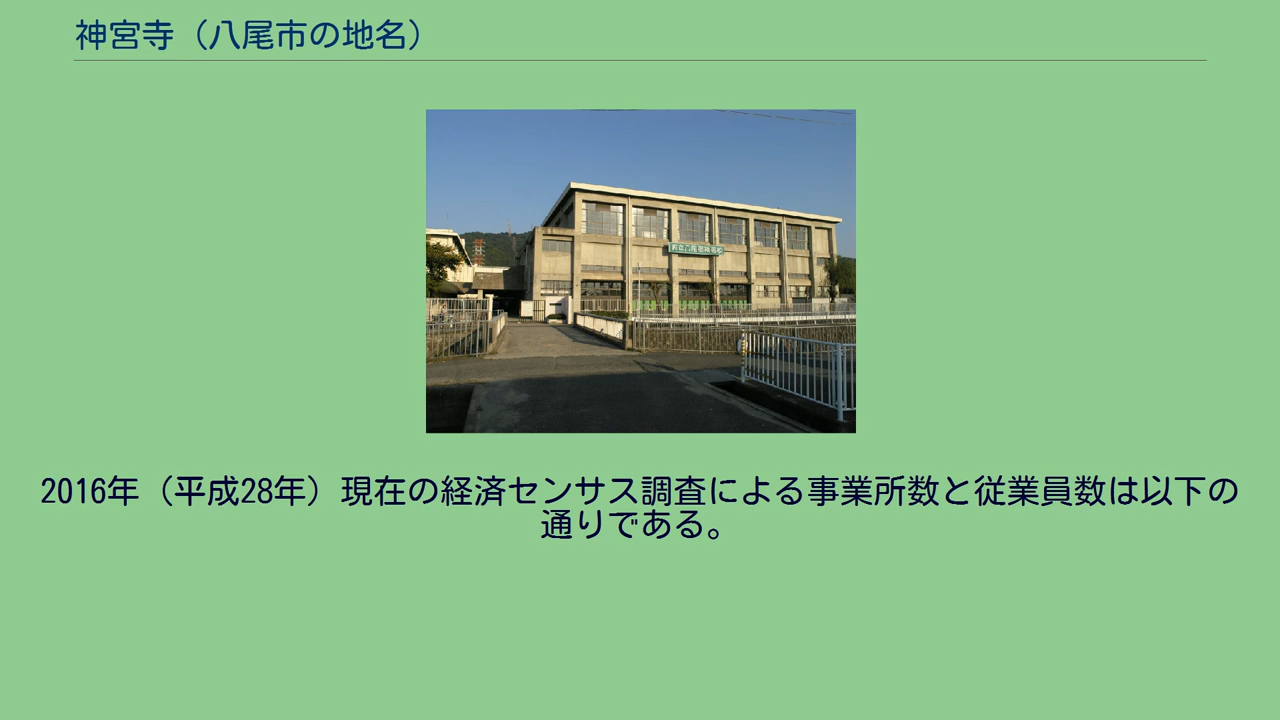 神宮寺（八尾市の地名）
2016年（平成28年）現在の経済センサス調査による事業所数と従業員数は以下の
通りである。